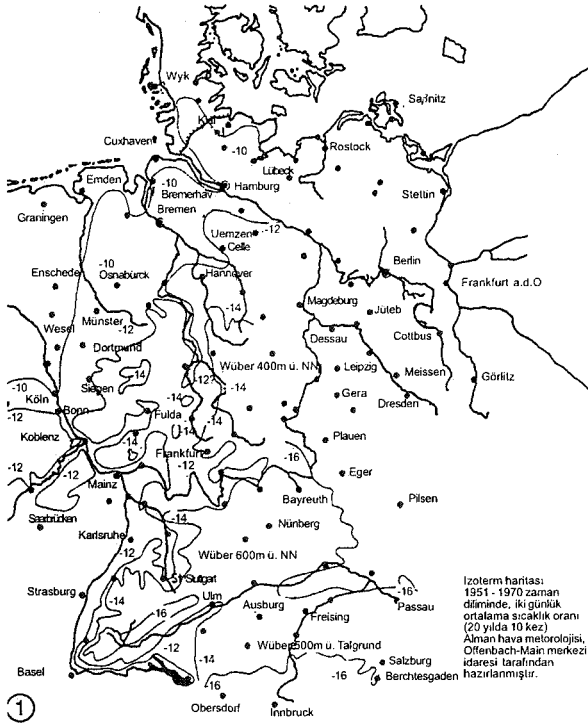 Wyk
Saßnitz
Kiel
Cuxhaven
-10
Rostock
Lübeck
Emden
-10
Hamburg
Bremerhav
Stettin
Graningen
Bremen
Uemzen
-12
Celle
-10
Berlin
Enschede
Osnabürck
Hannover
Frankfurt a.d.O
-14
Magdeburg
Münster
-12
Jüteb
Wesel
Dessau
Cottbus
Dortmund
-14
Wüber 400m ü. NN
Leipzig
-12?
Meissen
-10
Siegen
-14
-14
Görlitz
Köln
Gera
Dresden
-12
Bonn
Fulda
-14
-14
Koblenz
-14
Plauen
Frankfurt
-16
-12
-12
-12
Eger
Mainz
Bayreuth
Pilsen
Saarbrücken
-14
Nünberg
Karlsruhe
-12
Wüber 600m ü. NN
Stuttgat
Strasburg
-14
Ulm
-16
-16
Ausburg
Freising
Passau
-12
Wüber 500m ü. Talgrund
Basel
-14
Salzburg
-16
-16
Berchtesgaden
Obersdorf
Innbruck
1
Izoterm haritası
1951 - 1970 zaman
diliminde, iki günlük
ortalama sıcaklık oranı
(20 yılda 10 kez)
Alman hava metorolojisi,
Offenbach-Main merkezi
idaresi tarafından
hazırlanmıştır.